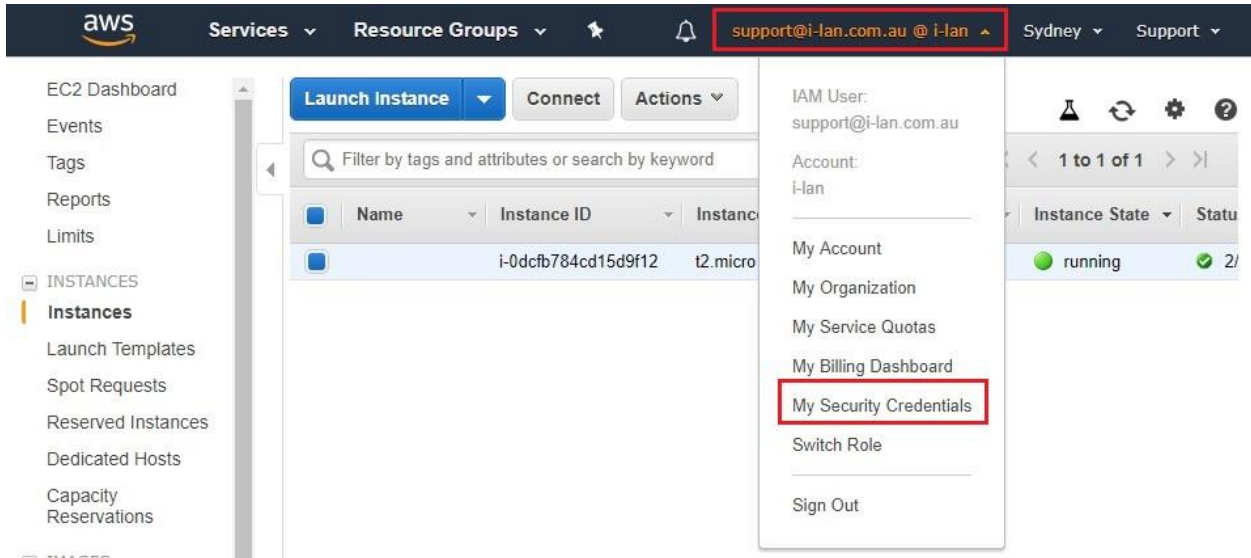 aws Services Resource Groups support@i-lan.com.au @ i-lan Sydney Support
EC2 Dashboard
Events
Tags
Reports
Limits
INSTANCES
Instances
Launch Templates
Spot Requests
Reserved Instances
Dedicated Hosts
Capacity
Reservations
Launch Instance Connect Actions
Filter by tags and attributes or search by keyword
1 to 1 of 1
Name Instance ID Instanc Instance State Statu
i-0dcfb784cd15d9f12 t2.micro running 2/
IAM User:
support@i-lan.com.au
Account:
i-lan
My Account
My Organization
My Service Quotas
My Billing Dashboard
My Security Credentials
Switch Role
Sign Out